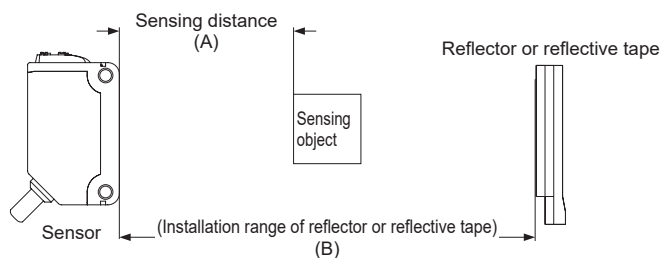 Sensing distance
(A)
Reflector or reflective tape
Sensing
object
Sensor
(Installation range of reflector or reflective tape)
(B)